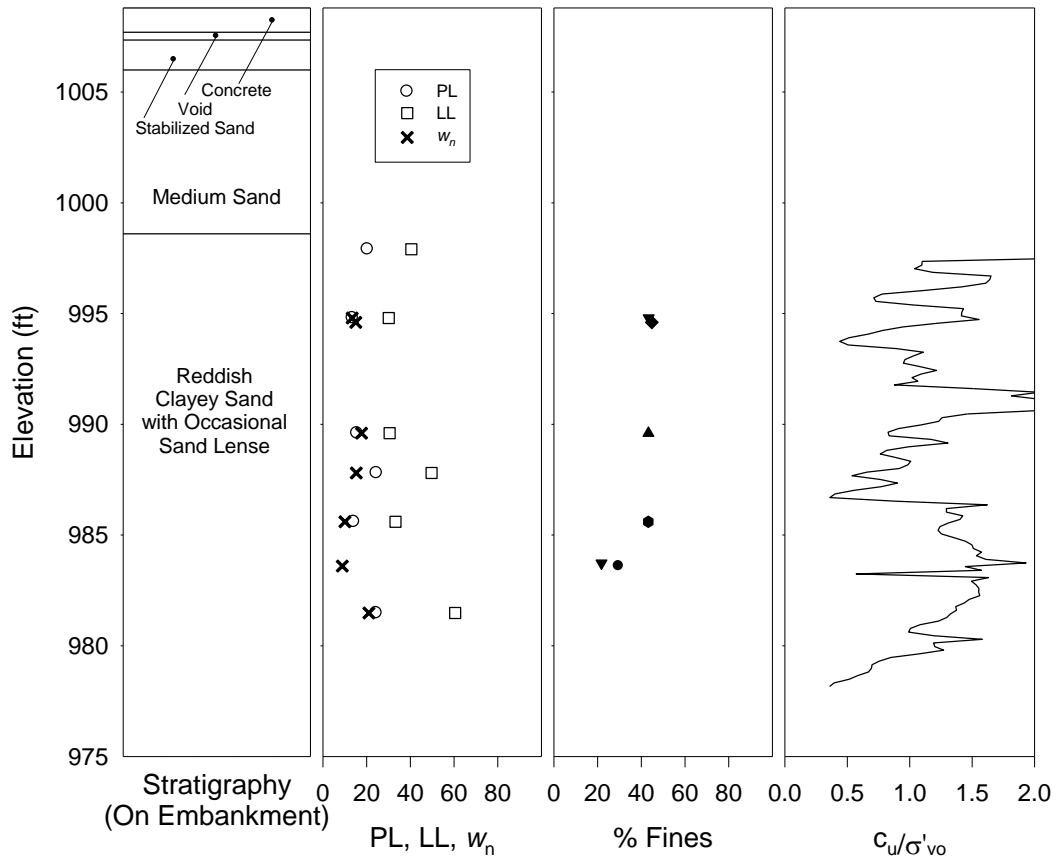 Elevation (ft)
1005
1000
995
990
985
980
975
Concrete
Void
Stabilized Sand
Medium Sand
Reddish
Clayey Sand
with Occasional
Sand Lense
Stratigraphy
(On Embankment)
PL
LL
wn
0 20 40 60 80
PL, LL, wn
0 20 40 60 80
% Fines
0.0 0.5 1.0 1.5 2.0
cu/σ'vo